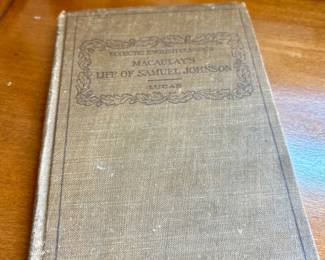 ECLECTIC ENGLISH CLASSICS
MACAULAY'S
LIFE OF SAMUEL JOHNSON
LUCAS